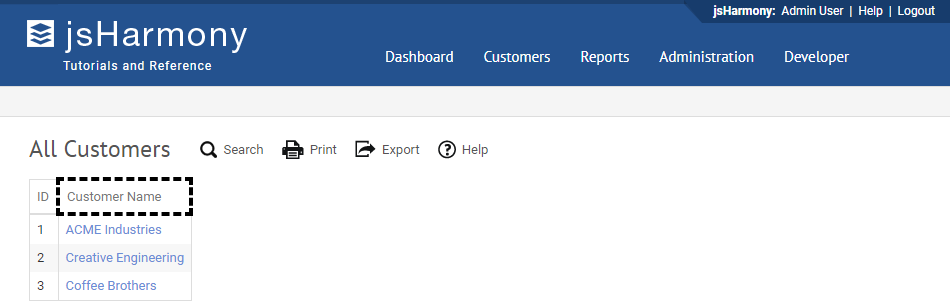 jsHarmony: Admin User | Help | Logout
jsHarmony
Tutorials and Reference
Dashboard Customers Reports Administration Developer
All Customers Search Print Export Help
ID Customer Name
1 ACME Industries
2 Creative Engineering
3 Coffee Brothers